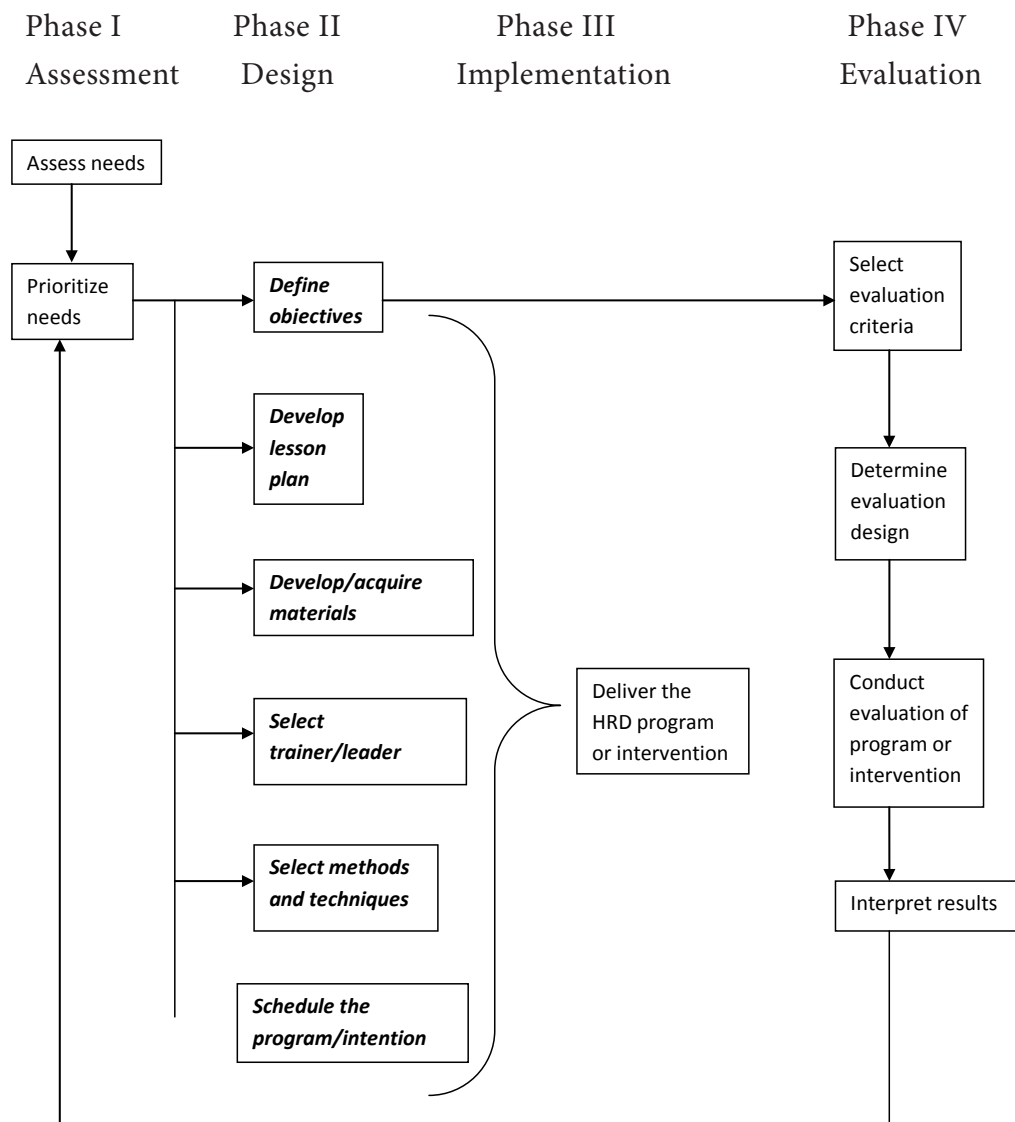 Phase I
Assessment
Phase II
Design
Phase III
Implementation
Phase IV
Evaluation
Assess needs
Prioritize
needs
Define
objectives
Develop
lesson
plan
Develop/acquire
materials
Select
trainer/leader
Select methods
and techniques
Schedule the
program/intention
Deliver the
HRD program
or intervention
Select
evaluation
criteria
Determine
evaluation
design
Conduct
evaluation of
program or
intervention
Interpret results